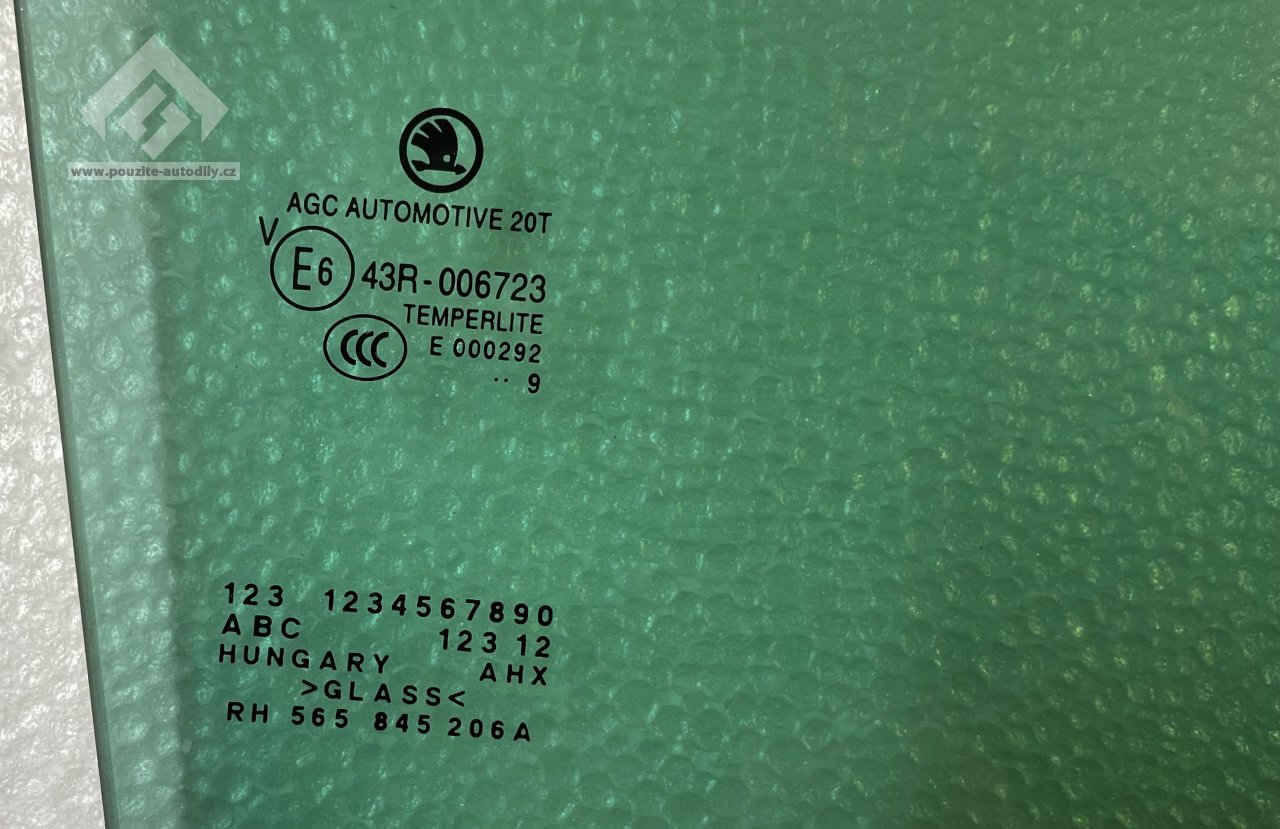 www.pouzite-autodily.cz
AGC AUTOMOTIVE 20T
V
E6 43R-006723
TEMPERLITE
CCC E 000292
·· 9
123 1234567890
ABC 123 12
HUNGARY AHX
>GLASS<
RH 565 845 206A